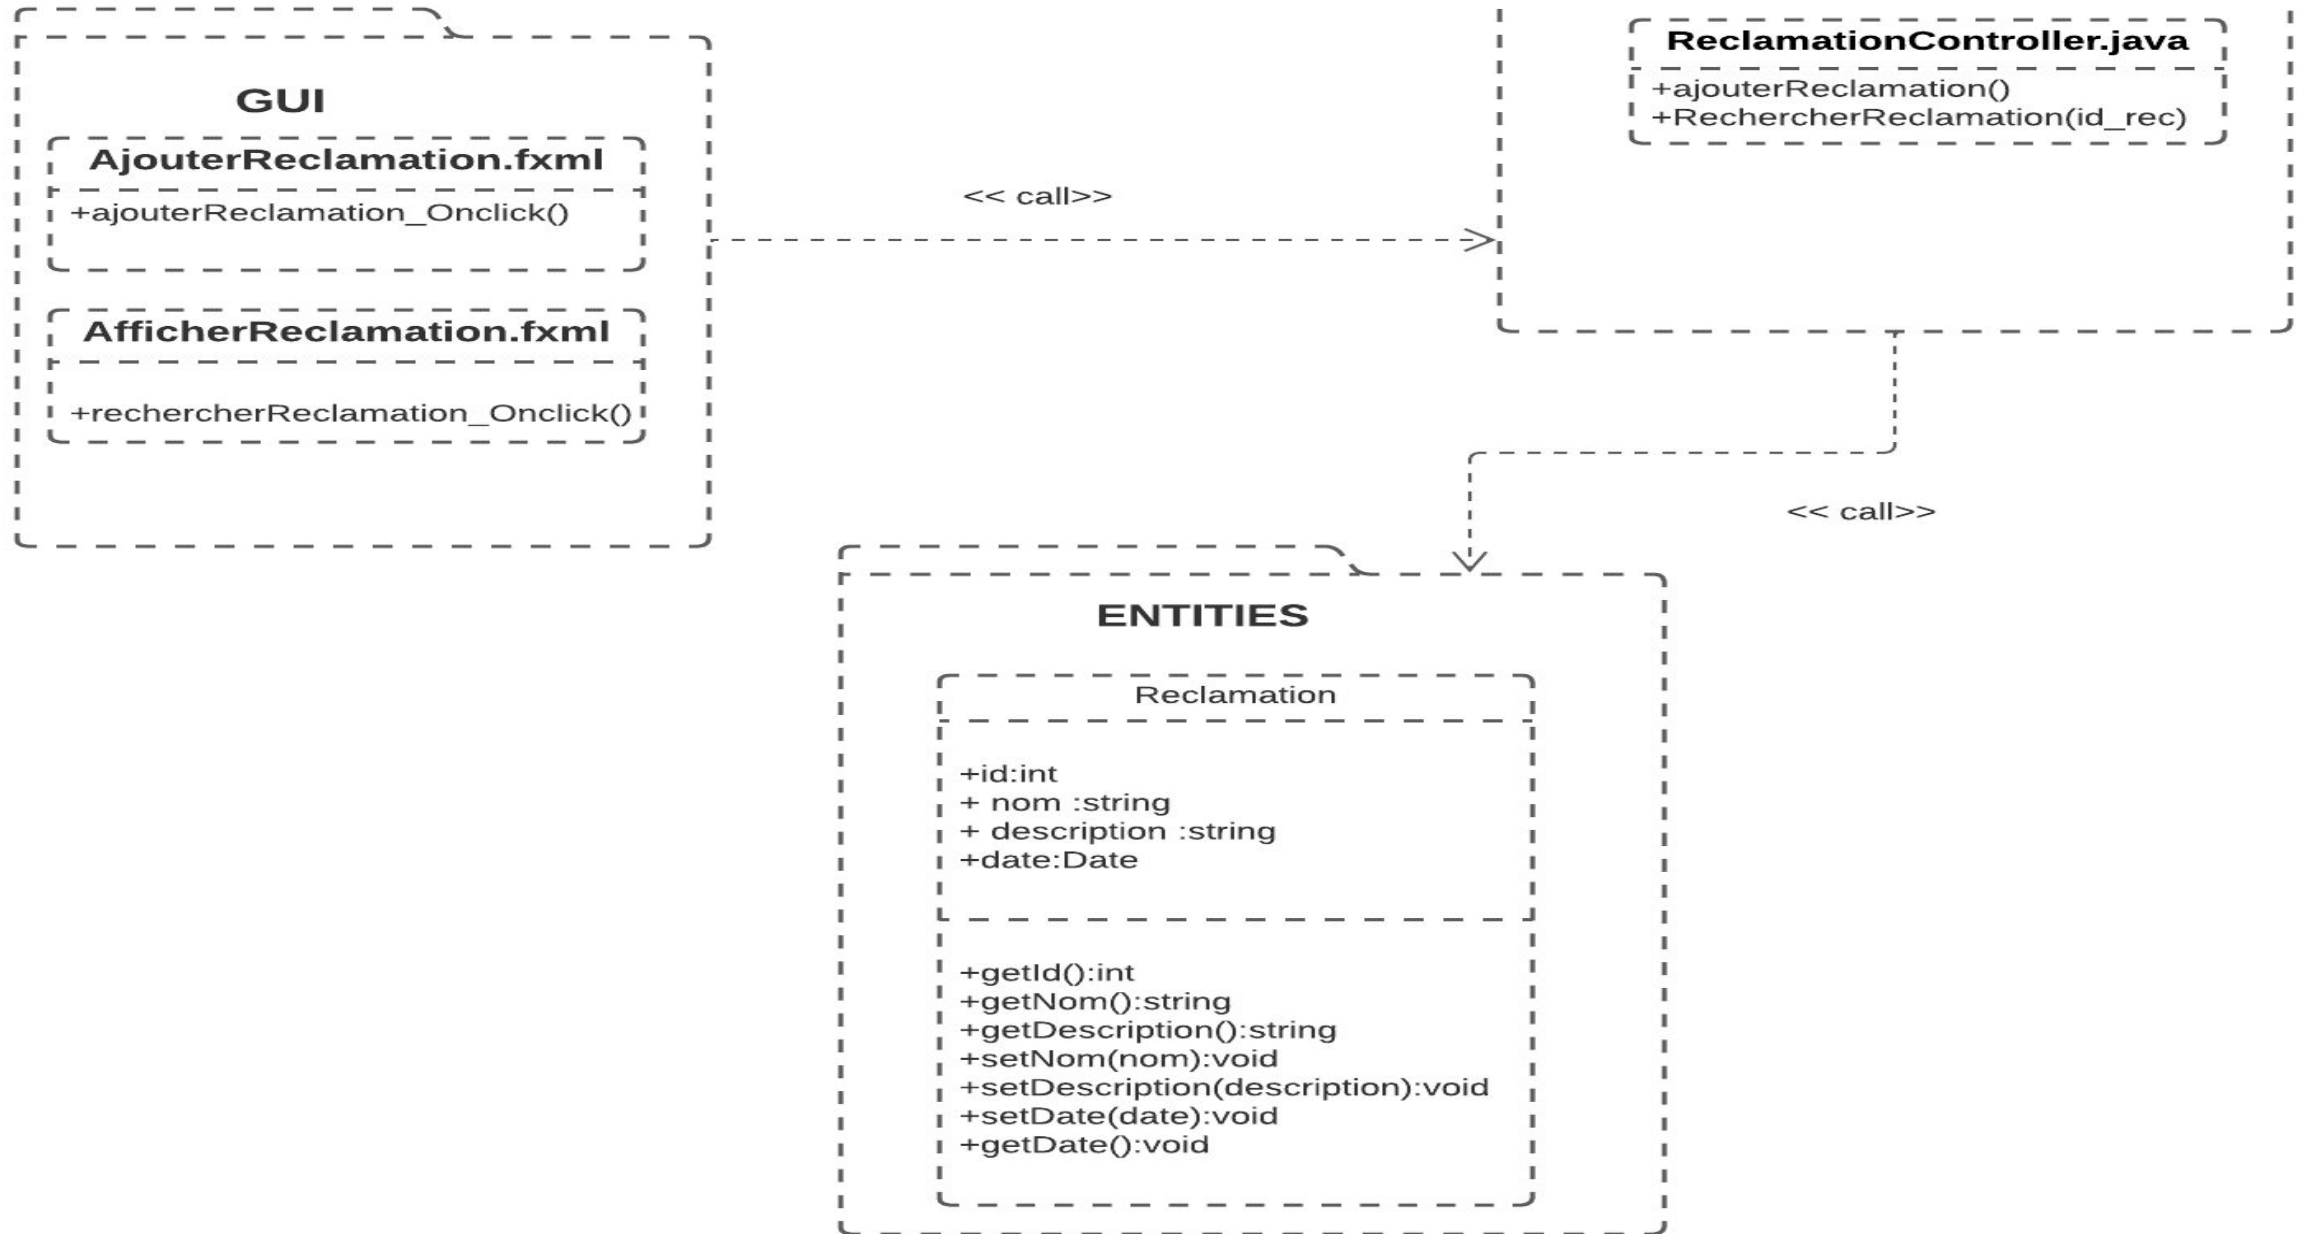 GUI
AjouterReclamation.fxml
+ajouterReclamation_Onclick()
AfficherReclamation.fxml
+rechercherReclamation_Onclick()
<< call>>
ReclamationController.java
+ajouterReclamation()
+RechercherReclamation(id_rec)
<< call>>
ENTITIES
Reclamation
+id:int
+ nom :string
+ description :string
+date:Date
+getId():int
+getNom():string
+getDescription():string
+setNom(nom):void
+setDescription(description):void
+setDate(date):void
+getDate():void